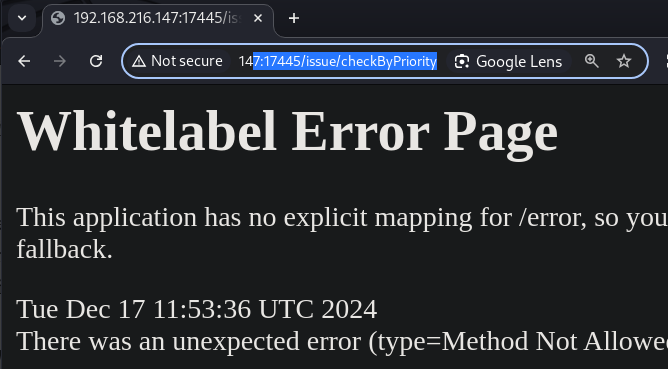 192.168.216.147:17445/is
Not secure 147:17445/issue/checkByPriority Google Lens
Whitelabel Error Page
This application has no explicit mapping for /error, so you
fallback.
Tue Dec 17 11:53:36 UTC 2024
There was an unexpected error (type=Method Not Allowe